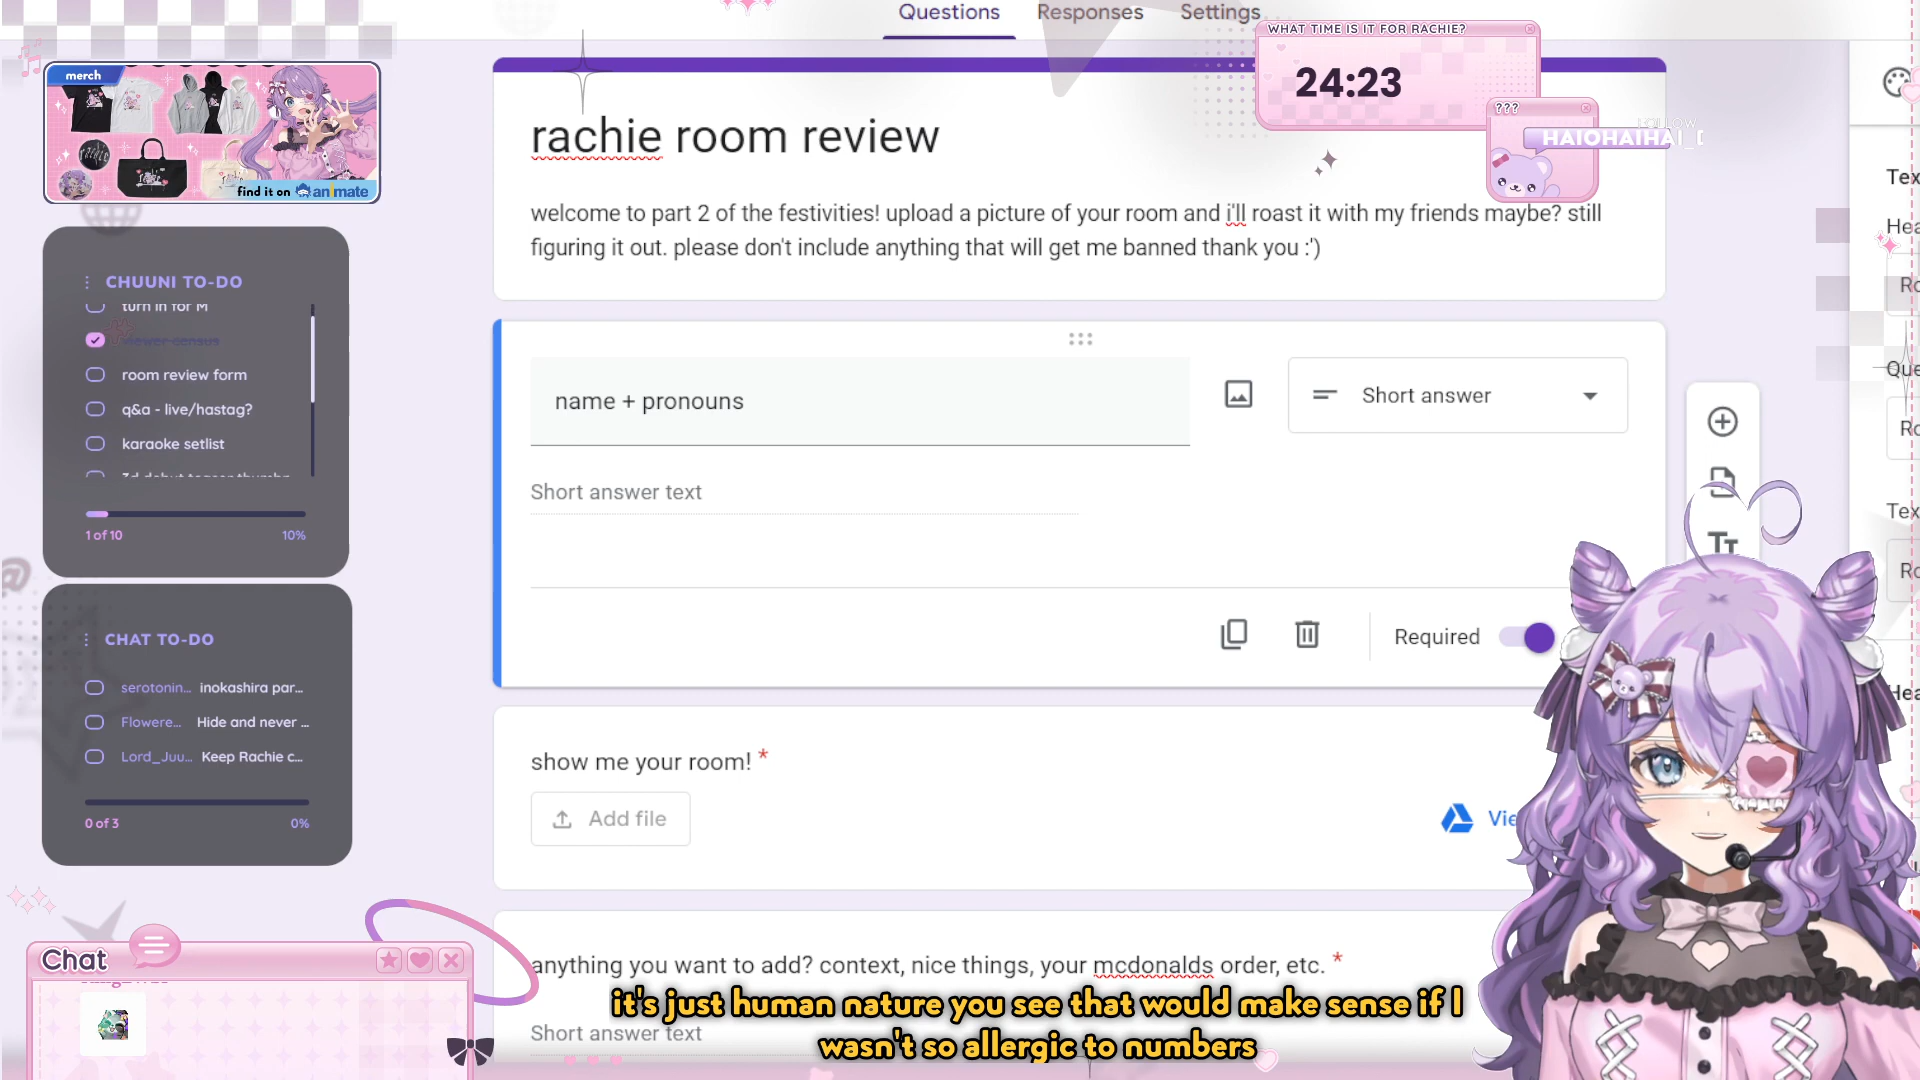 Questions
Responses
Settings
WHAT TIME IS IT FOR RACHIE?
24:23
???
FOLLOW
HAIOHAIHAI_
merch
find it on animate
rachie room review
welcome to part 2 of the festivities! upload a picture of your room and i'll roast it with my friends maybe? still
figuring it out. please don't include anything that will get me banned thank you :')
CHUUNI TO-DO
turn in for M
census
room review form
q&a - live/hastag?
karaoke setlist
1 of 10
10%
name + pronouns
Short answer
Short answer text
Required
CHAT TO-DO
serotonin... inokashira par...
Flowere... Hide and never ...
Lord_Juu... Keep Rachie c...
0 of 3
0%
show me your room! *
Add file
anything you want to add? context, nice things, your mcdonalds order, etc. *
Short answer text
Chat
it's just human nature you see that would make sense if I
wasn't so allergic to numbers